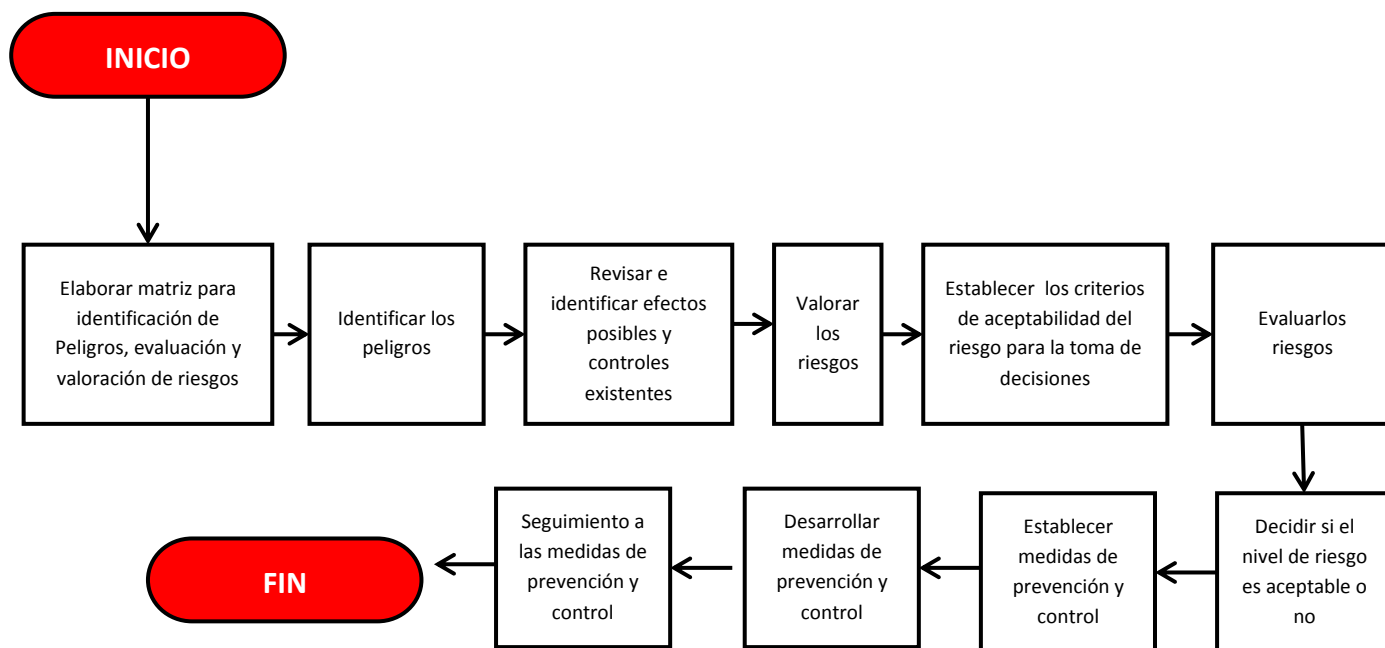 INICIO
Elaborar matriz para
identificación de
Peligros, evaluación y
valoración de riesgos
Identificar los
peligros
Revisar e
identificar efectos
posibles y
controles
existentes
Valorar
los
riesgos
Establecer los criterios
de aceptabilidad del
riesgo para la toma de
decisiones
Evaluarlos
riesgos
Decidir si el
nivel de riesgo
es aceptable o
no
Establecer
medidas de
prevención y
control
Desarrollar
medidas de
prevención y
control
Seguimiento a
las medidas de
prevención y
control
FIN